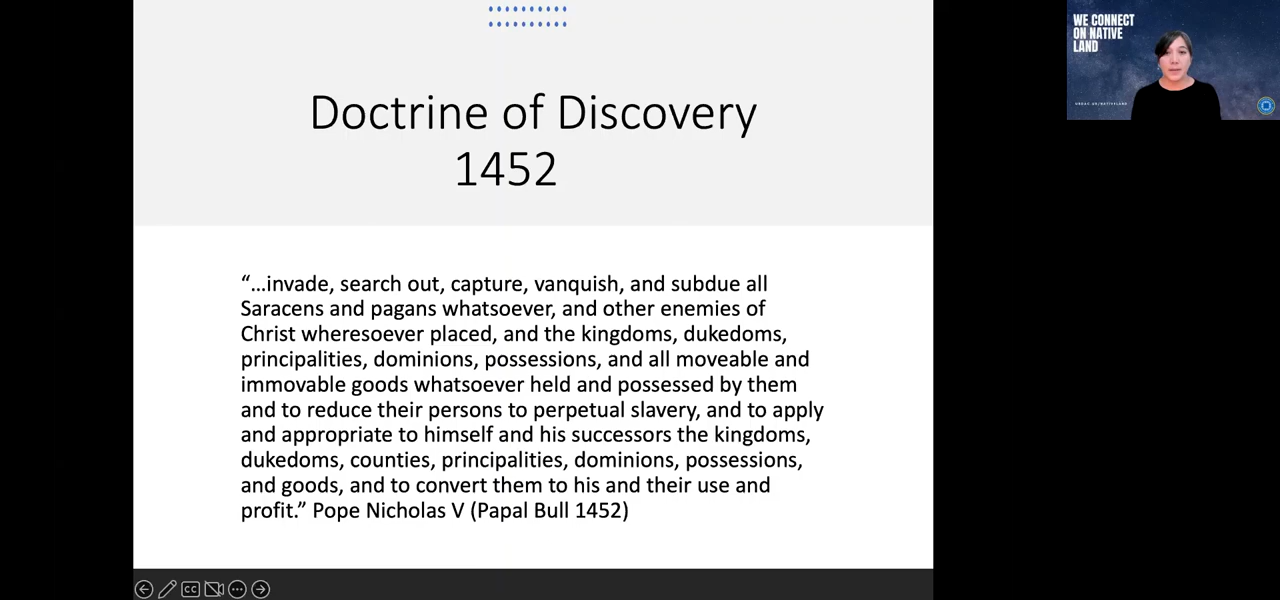 Doctrine of Discovery
1452
“…invade, search out, capture, vanquish, and subdue all
Saracens and pagans whatsoever, and other enemies of
Christ wheresoever placed, and the kingdoms, dukedoms,
principalities, dominions, possessions, and all moveable and
immovable goods whatsoever held and possessed by them
and to reduce their persons to perpetual slavery, and to apply
and appropriate to himself and his successors the kingdoms,
dukedoms, counties, principalities, dominions, possessions,
and goods, and to convert them to his and their use and
profit.” Pope Nicholas V (Papal Bull 1452)
CC
WE CONNECT
ON NATIVE
LAND